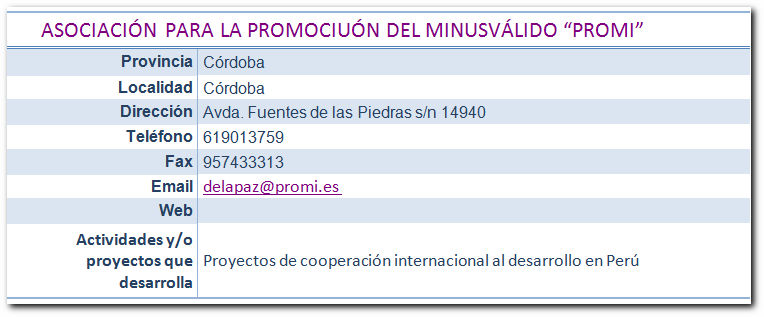 ASOCIACIÓN PARA LA PROMOCIUÓN DEL MINUSVÁLIDO “PROMI”
Provincia Córdoba
Localidad Córdoba
Dirección Avda. Fuentes de las Piedras s/n 14940
Teléfono 619013759
Fax 957433313
Email delapaz@promi.es
Web
Actividades y/o
proyectos que
desarrolla
Proyectos de cooperación internacional al desarrollo en Perú